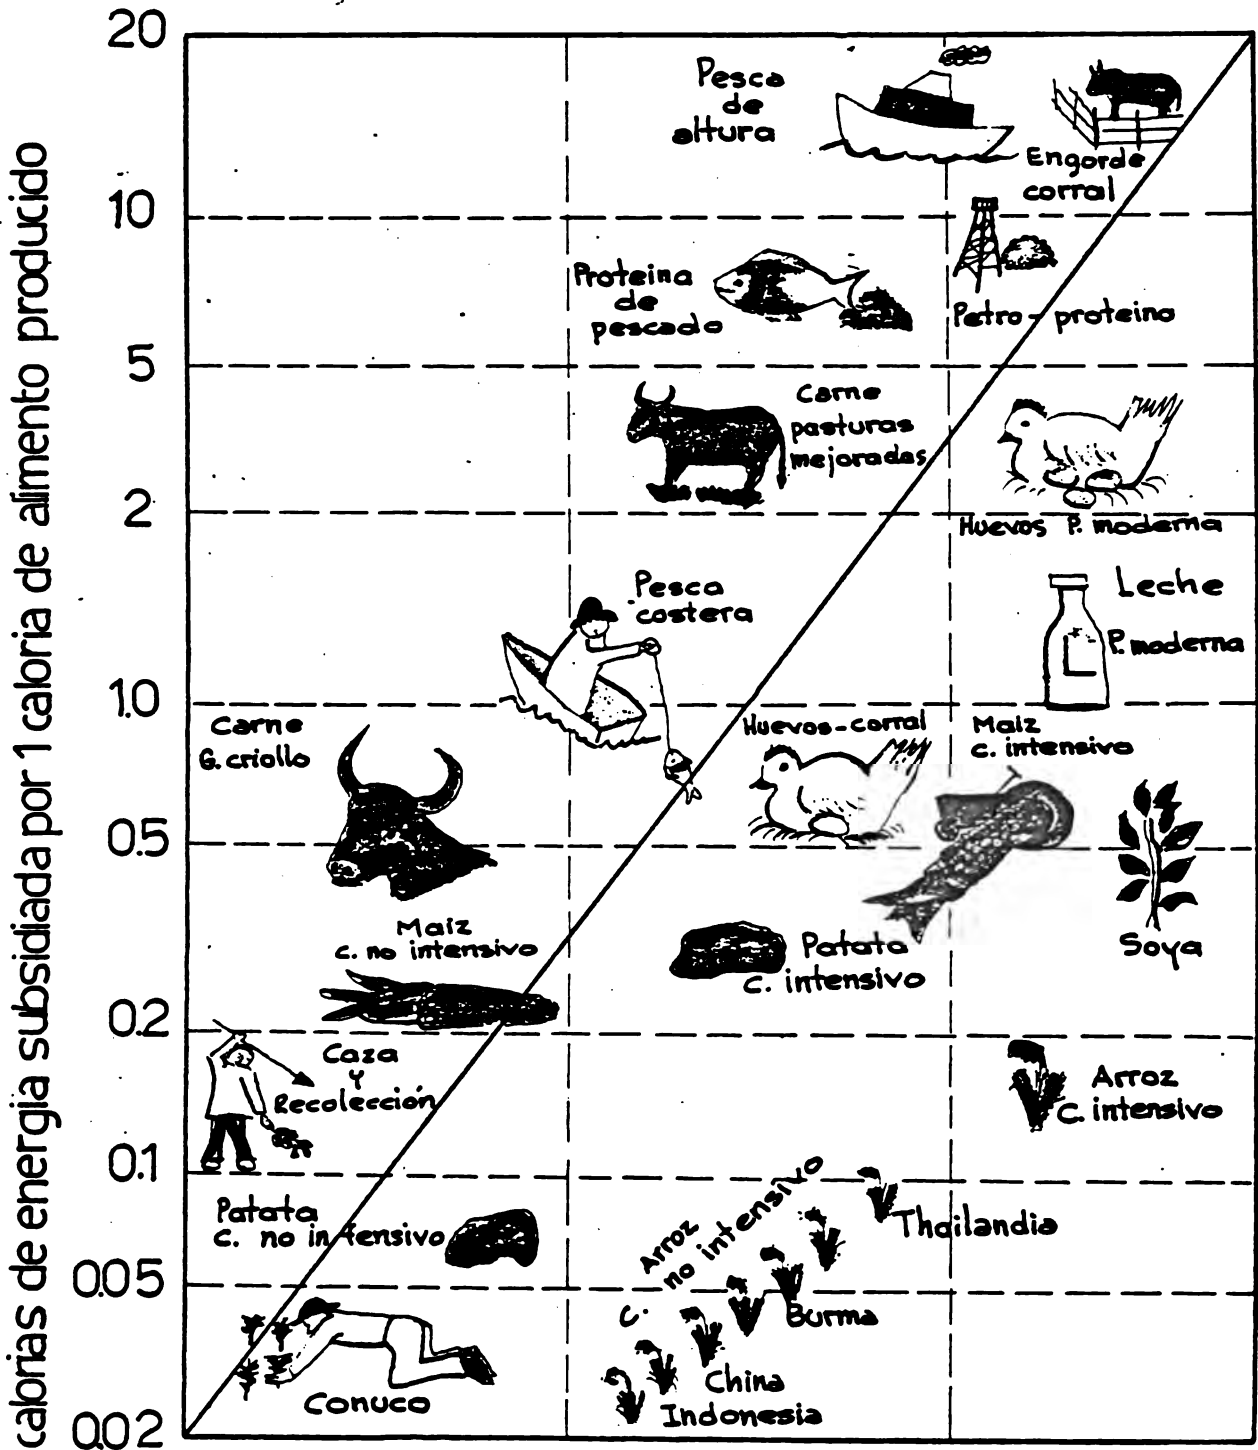 calorias de energia subsidiada por 1 caloria de alimento producido
20
10
5
2
1.0
0.5
0.2
0.1
0.05
0.02
Pesca
de
altura
Engorde
corral
Proteina
de
pescado
Petro-proteina
Carne
pasturas
mejoradas
Huevos P. moderna
Pesca
costera
Leche
P. moderna
Carne
G. criollo
Huevos-corral
Maiz
C. intensivo
Maiz
C. no intensivo
Patata
C. intensivo
Soya
Caza
y
Recolección
Arroz
C. intensivo
Patata
C. no intensivo
Arroz
C. no intensivo
Thailandia
Burma
China
Indonesia
Conuco